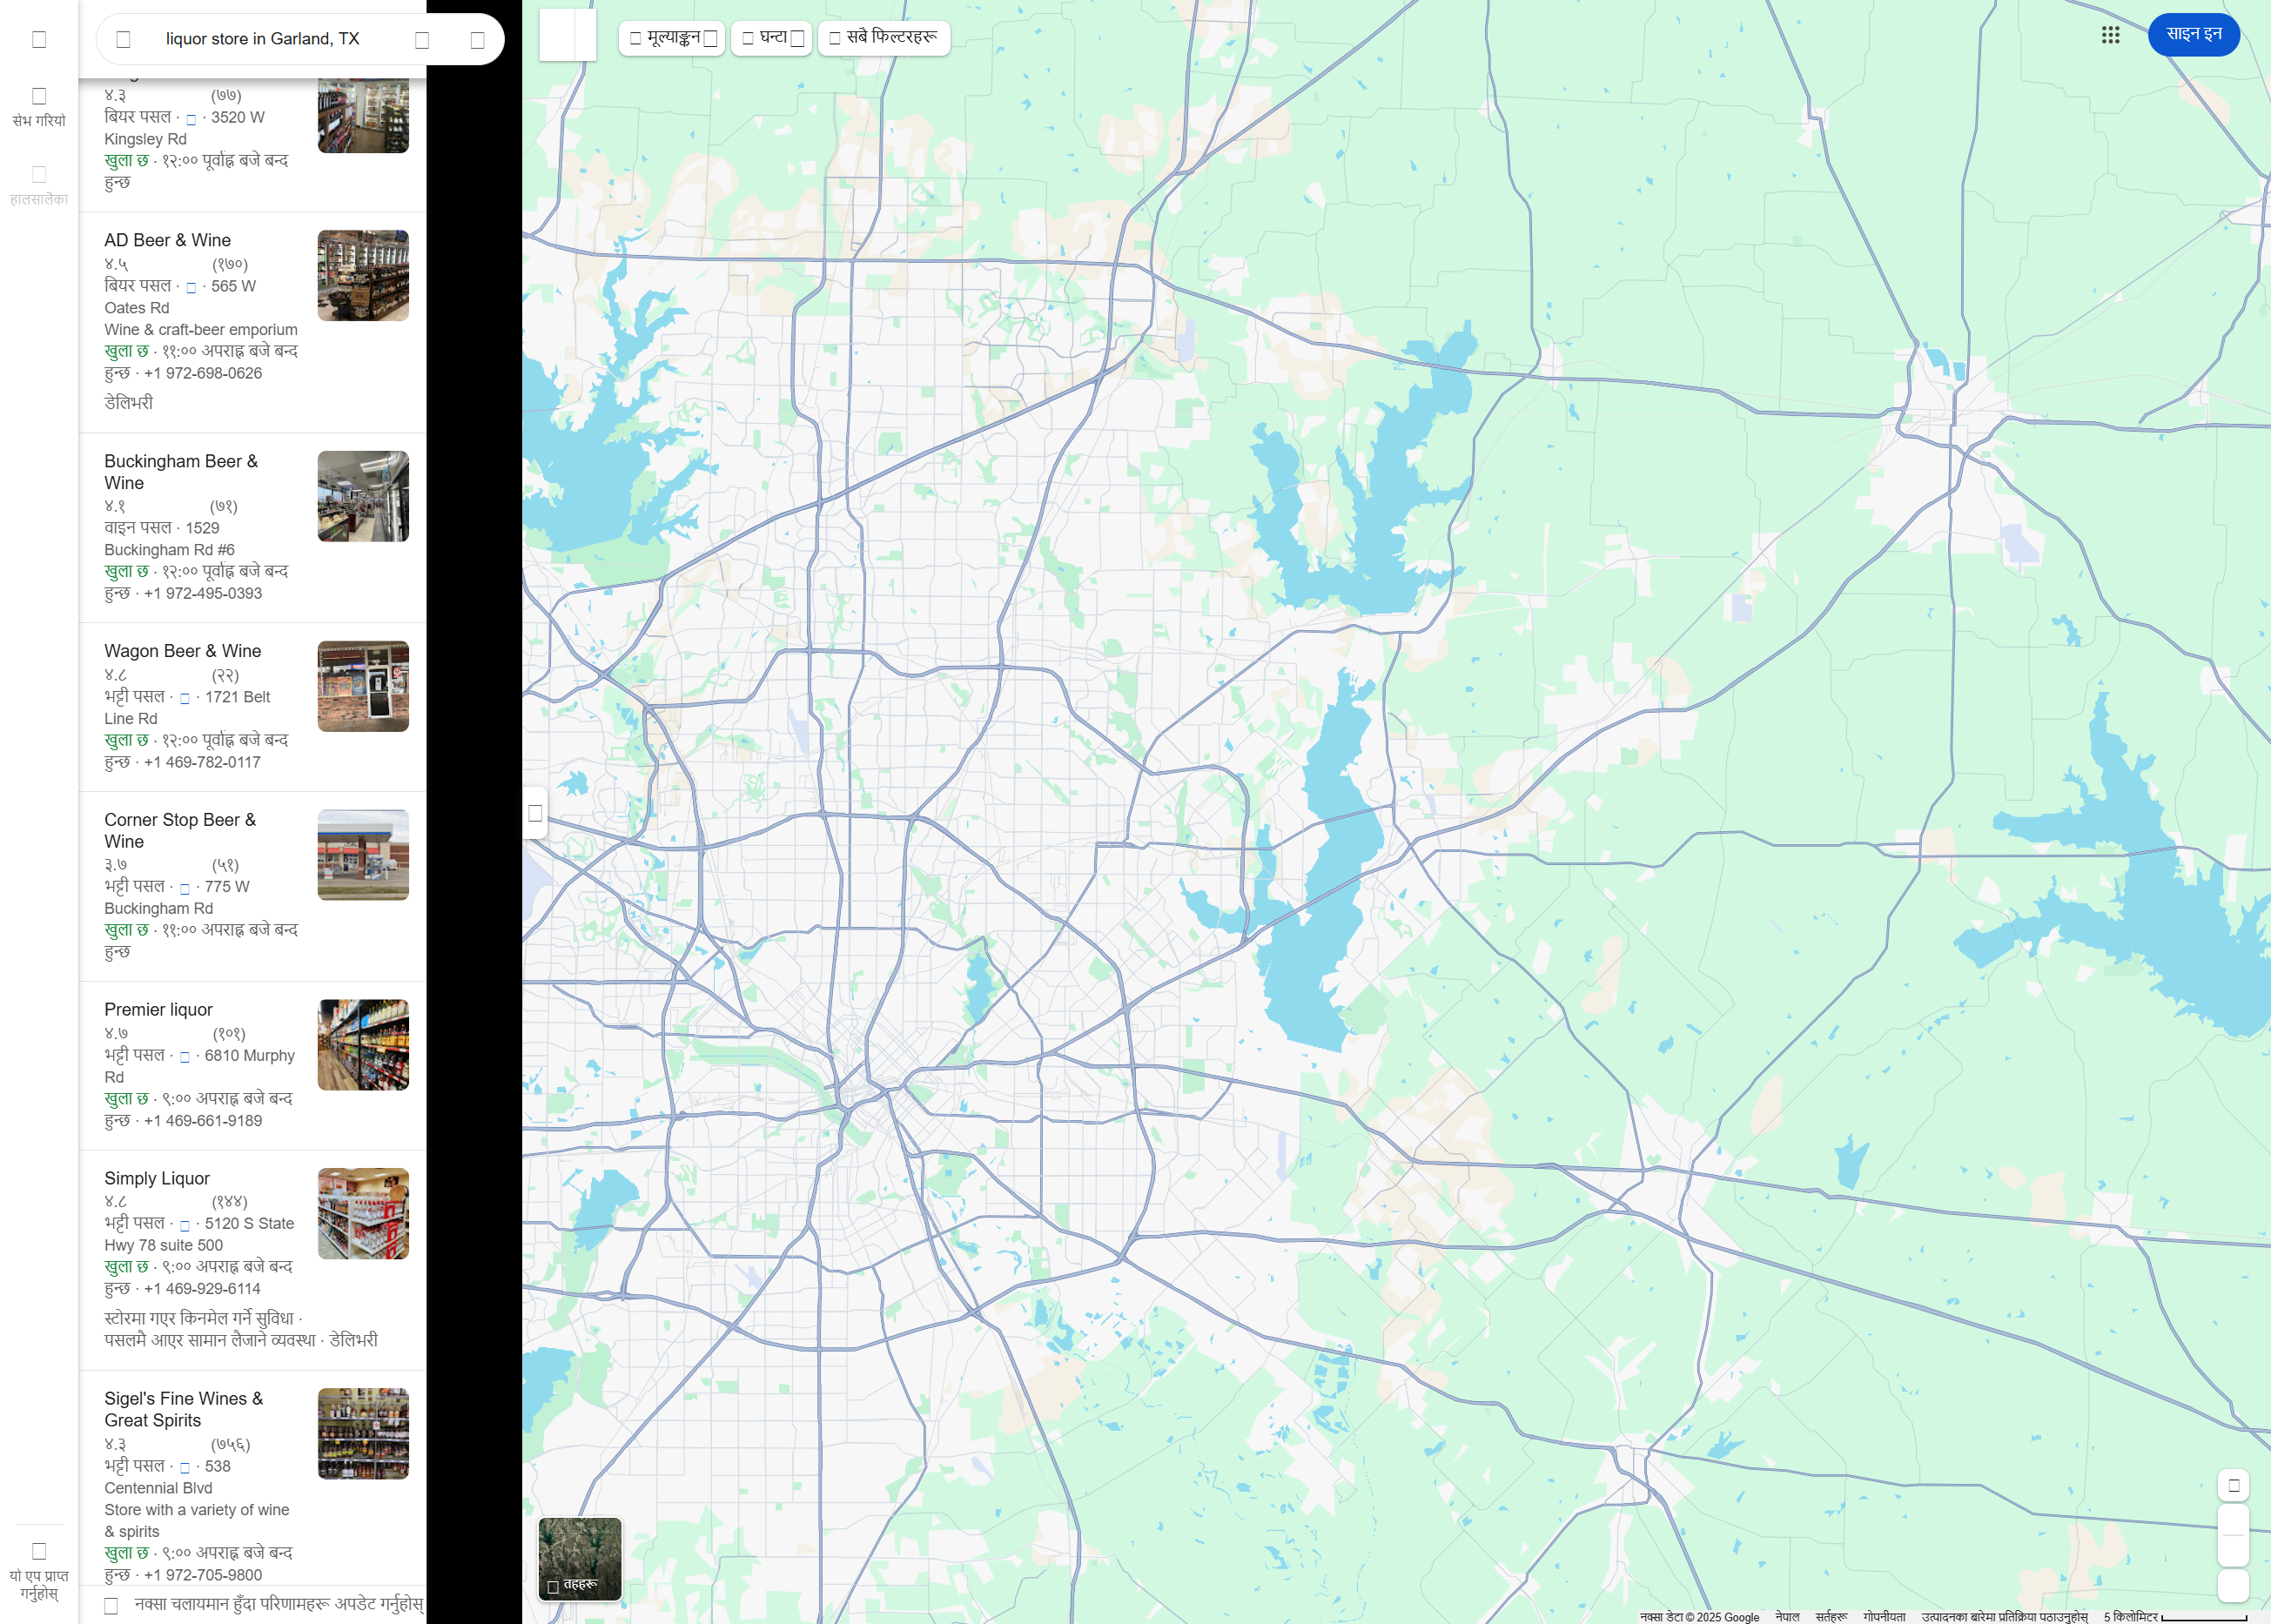 liquor store in Garland, TX
मूल्याङ्कन
घन्टा
सबै फिल्टरहरू
साइन इन
सेभ गरियो
हालसालैका
४.३ (७७)
बियर पसल · · 3520 W
Kingsley Rd
खुला छ · १२:०० पूर्वाह्न बजे बन्द
हुन्छ
AD Beer & Wine
४.५ (१७०)
बियर पसल · · 565 W
Oates Rd
Wine & craft-beer emporium
खुला छ · ११:०० अपराह्न बजे बन्द
हुन्छ · +1 972-698-0626
डेलिभरी
Buckingham Beer &
Wine
४.१ (७१)
वाइन पसल · 1529
Buckingham Rd #6
खुला छ · १२:०० पूर्वाह्न बजे बन्द
हुन्छ · +1 972-495-0393
Wagon Beer & Wine
४.८ (२२)
भट्टी पसल · · 1721 Belt
Line Rd
खुला छ · १२:०० पूर्वाह्न बजे बन्द
हुन्छ · +1 469-782-0117
Corner Stop Beer &
Wine
३.७ (५१)
भट्टी पसल · · 775 W
Buckingham Rd
खुला छ · ११:०० अपराह्न बजे बन्द
हुन्छ
Premier liquor
४.७ (१०१)
भट्टी पसल · · 6810 Murphy
Rd
खुला छ · ९:०० अपराह्न बजे बन्द
हुन्छ · +1 469-661-9189
Simply Liquor
४.८ (१४४)
भट्टी पसल · · 5120 S State
Hwy 78 suite 500
खुला छ · ९:०० अपराह्न बजे बन्द
हुन्छ · +1 469-929-6114
स्टोरमा गएर किनमेल गर्ने सुविधा ·
पसलमै आएर सामान लैजाने व्यवस्था · डेलिभरी
Sigel's Fine Wines &
Great Spirits
४.३ (७५६)
भट्टी पसल · · 538
Centennial Blvd
Store with a variety of wine
& spirits
खुला छ · ९:०० अपराह्न बजे बन्द
हुन्छ · +1 972-705-9800
यो एप प्राप्त
गर्नुहोस्
नक्सा चलायमान हुँदा परिणामहरू अपडेट गर्नुहोस्
तहहरू
नक्सा डेटा © 2025 Google नेपाल सर्तहरू गोपनीयता उत्पादनका बारेमा प्रतिक्रिया पठाउनुहोस् 5 किलोमिटर